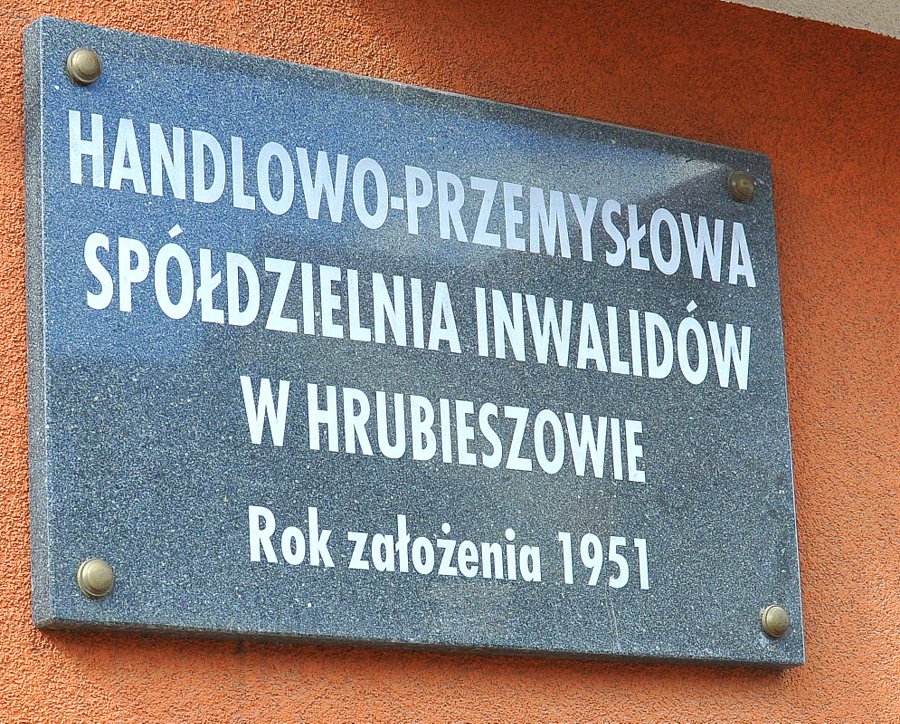 HANDLOWO-PRZEMYSŁOWA
SPÓŁDZIELNIA INWALIDÓW
W HRUBIESZOWIE
Rok założenia 1951